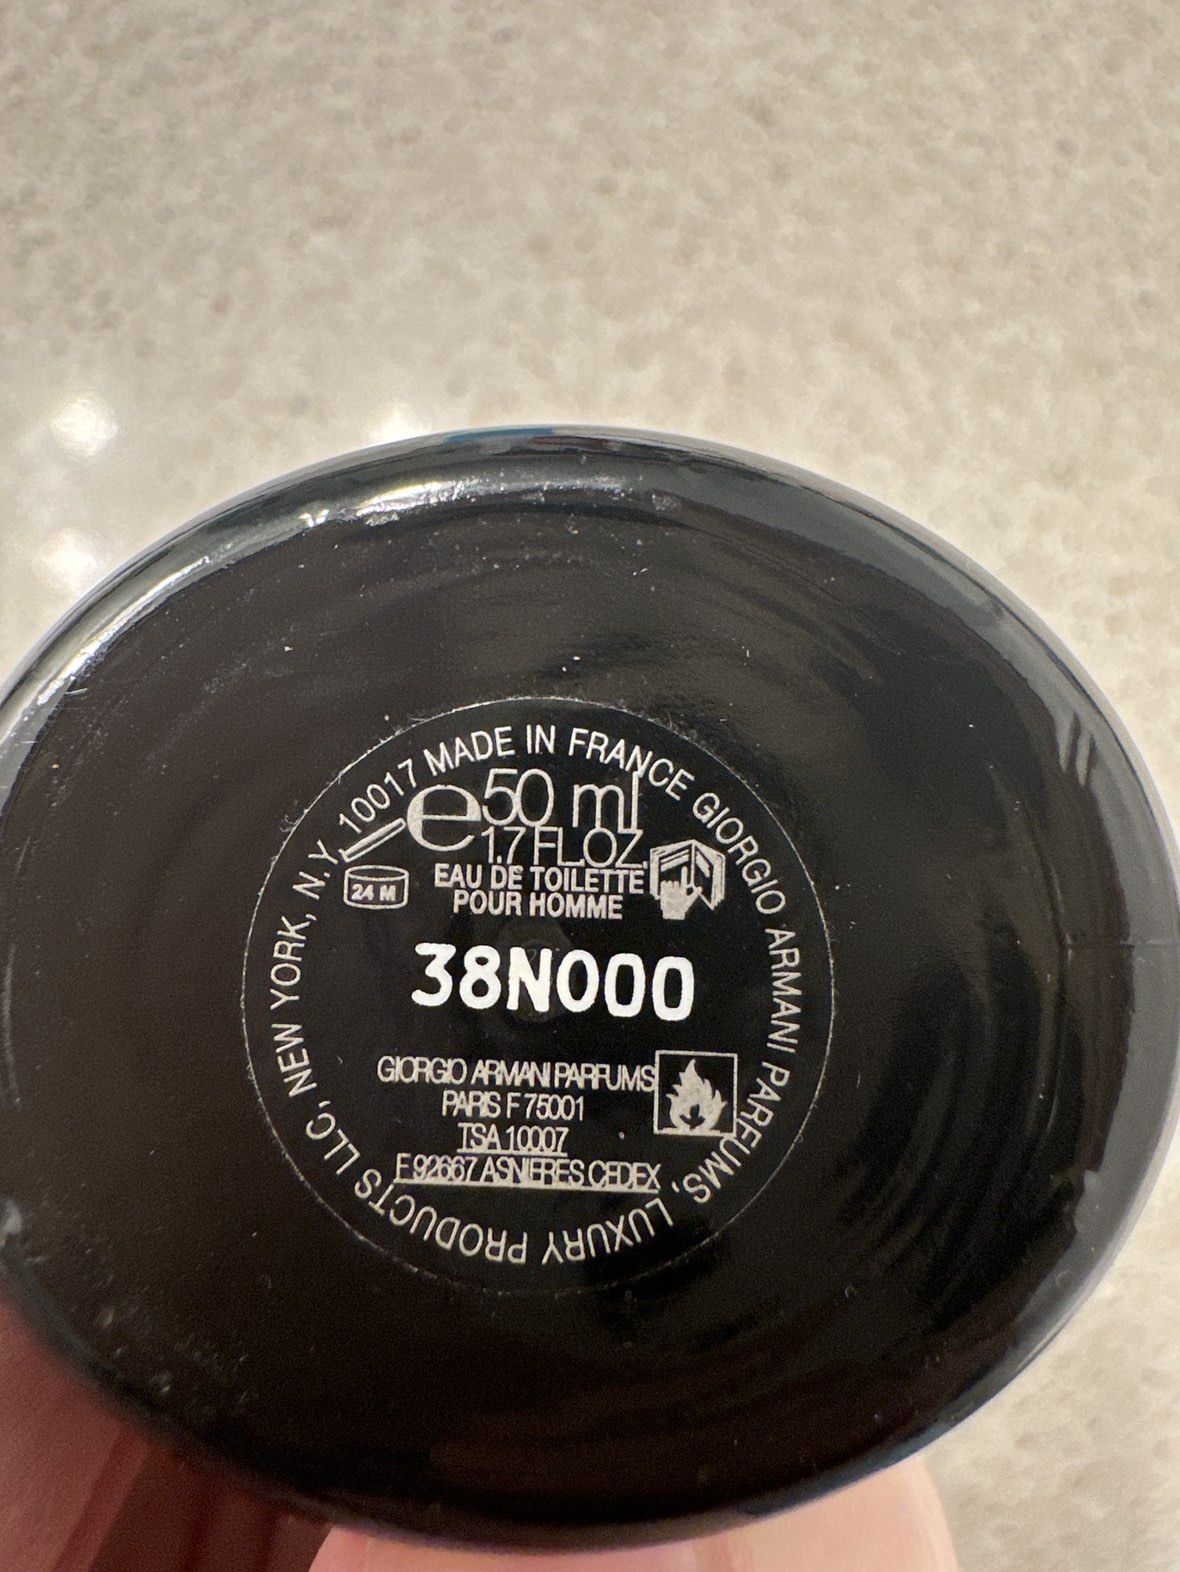 e 50 ml
1.7 FL.OZ.
EAU DE TOILETTE
POUR HOMME
24 M
38N000
GIORGIO ARMANI PARFUMS
PARIS F 75001
TSA 10007
F 92667 ASNIERES CEDEX
GIORGIO ARMANI PARFUMS, LUXURY PRODUCTS LLC, NEW YORK, N.Y. 10017 MADE IN FRANCE